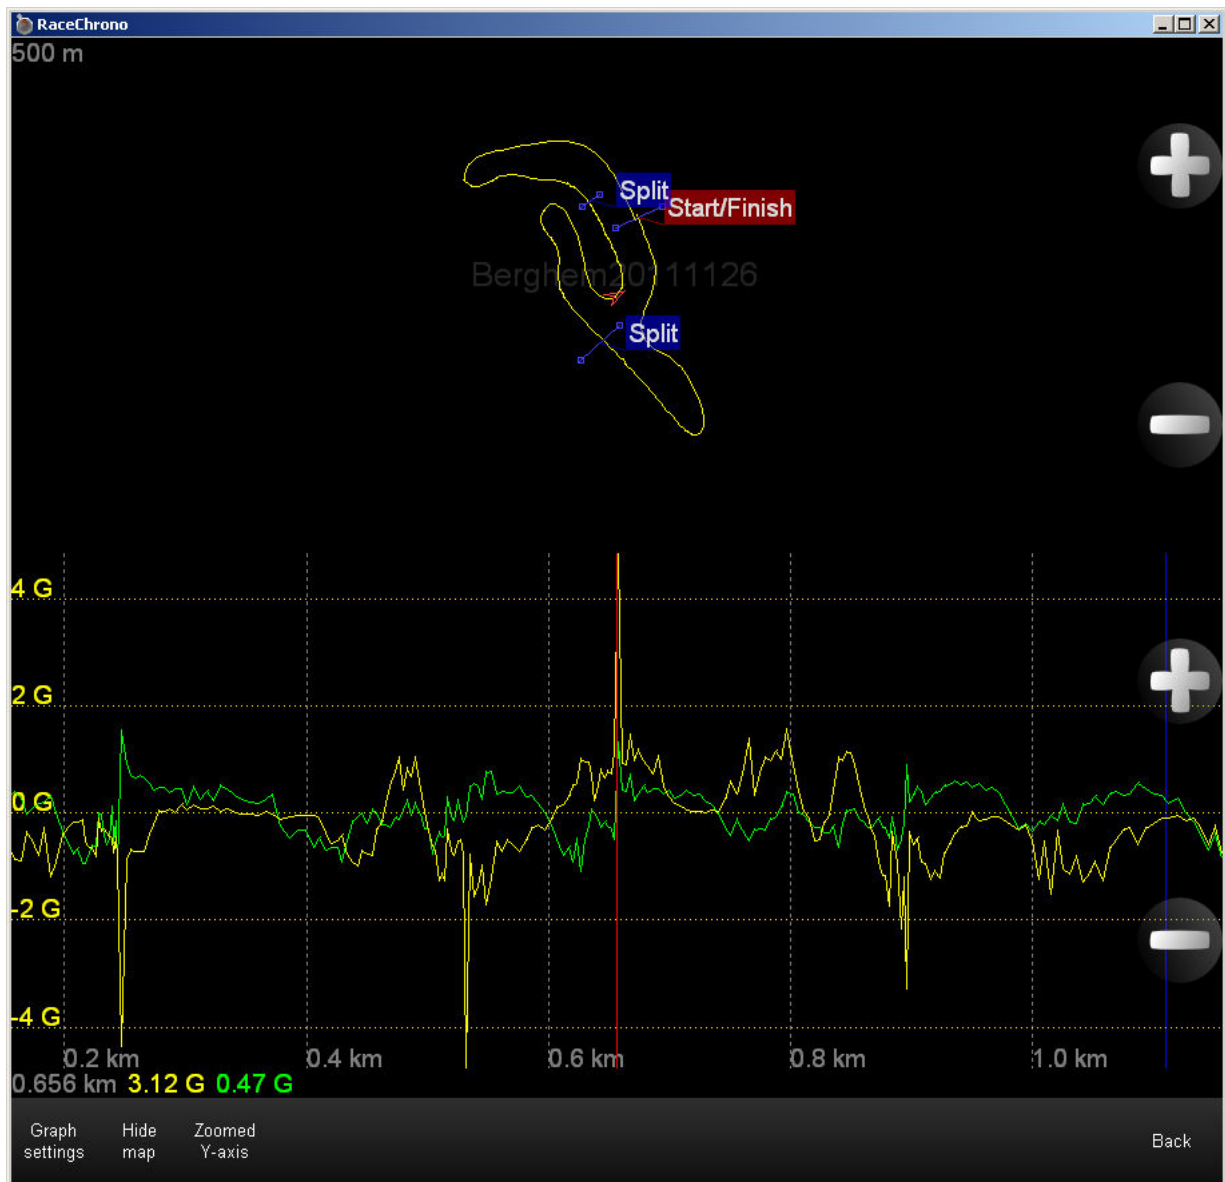 RaceChrono
500 m
Split
Start/Finish
Berghem20111126
Split
4 G
2 G
0 G
-2 G
-4 G
0.2 km 0.4 km 0.6 km 0.8 km 1.0 km
0.656 km 3.12 G 0.47 G
Graph settings
Hide map
Zoomed Y-axis
Back